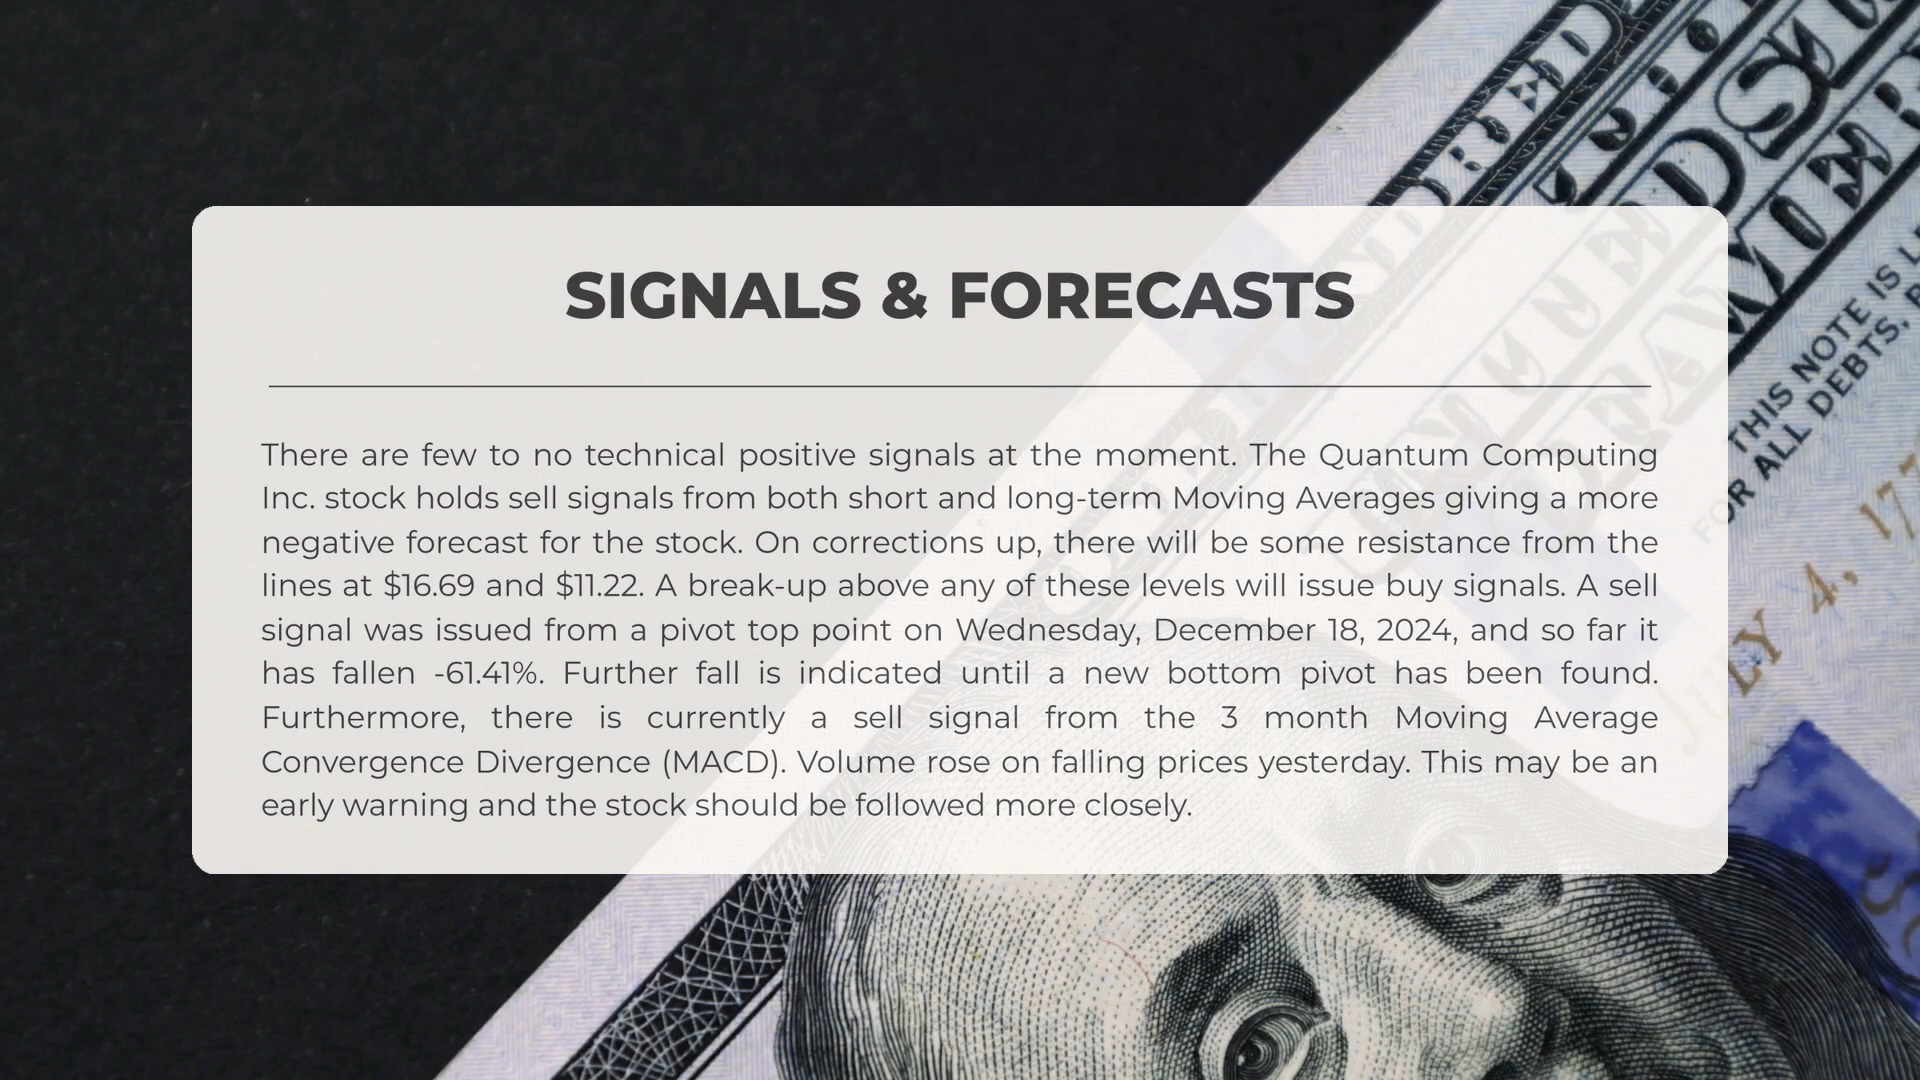 SIGNALS & FORECASTS
There are few to no technical positive signals at the moment. The Quantum Computing
Inc. stock holds sell signals from both short and long-term Moving Averages giving a more
negative forecast for the stock. On corrections up, there will be some resistance from the
lines at $16.69 and $11.22. A break-up above any of these levels will issue buy signals. A sell
signal was issued from a pivot top point on Wednesday, December 18, 2024, and so far it
has fallen -61.41%. Further fall is indicated until a new bottom pivot has been found.
Furthermore, there is currently a sell signal from the 3 month Moving Average
Convergence Divergence (MACD). Volume rose on falling prices yesterday. This may be an
early warning and the stock should be followed more closely.
THIS NOTE IS
FOR ALL DEBTS,
JULY 4,